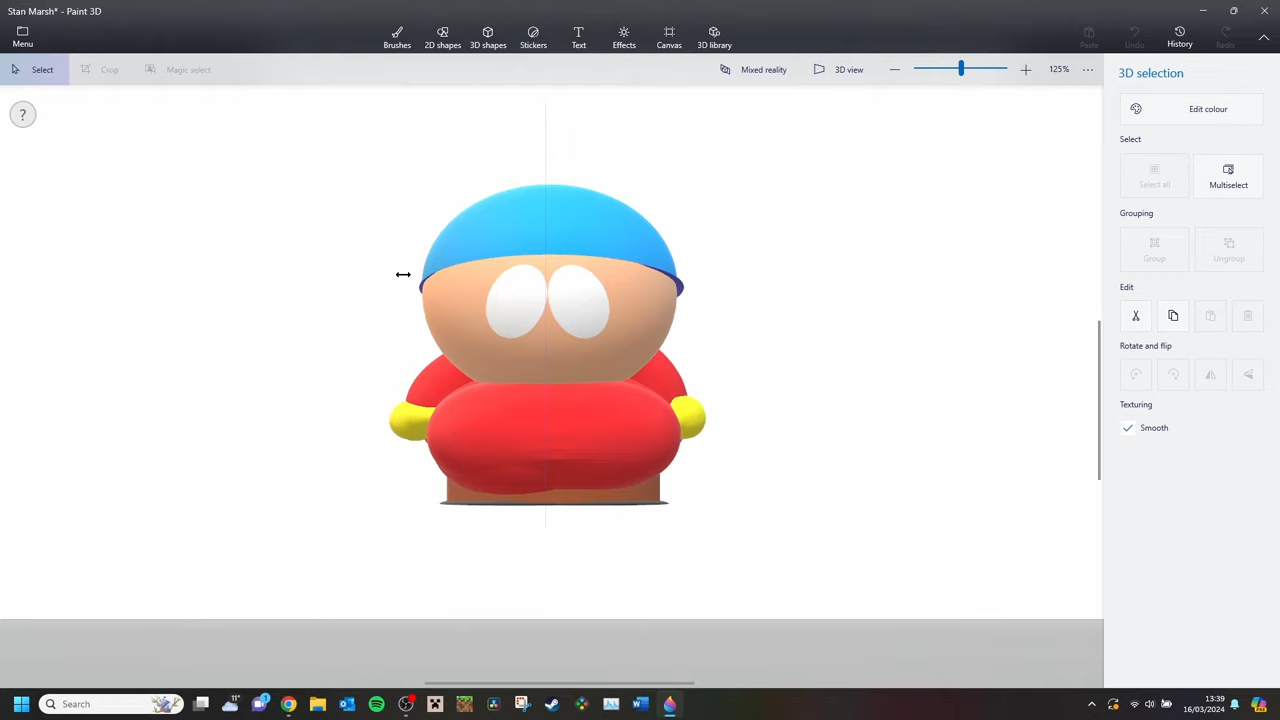 Stan Marsh* - Paint 3D
Menu
Brushes
2D shapes
3D shapes
Stickers
Text
Effects
Canvas
3D library
Paste
Undo
History
Redo
Select
Crop
Magic select
Mixed reality
3D view
125%
?
3D selection
Edit colour
Select
Select all
Multiselect
Grouping
Group
Ungroup
Edit
Rotate and flip
Texturing
Smooth
Search
13:39
16/03/2024